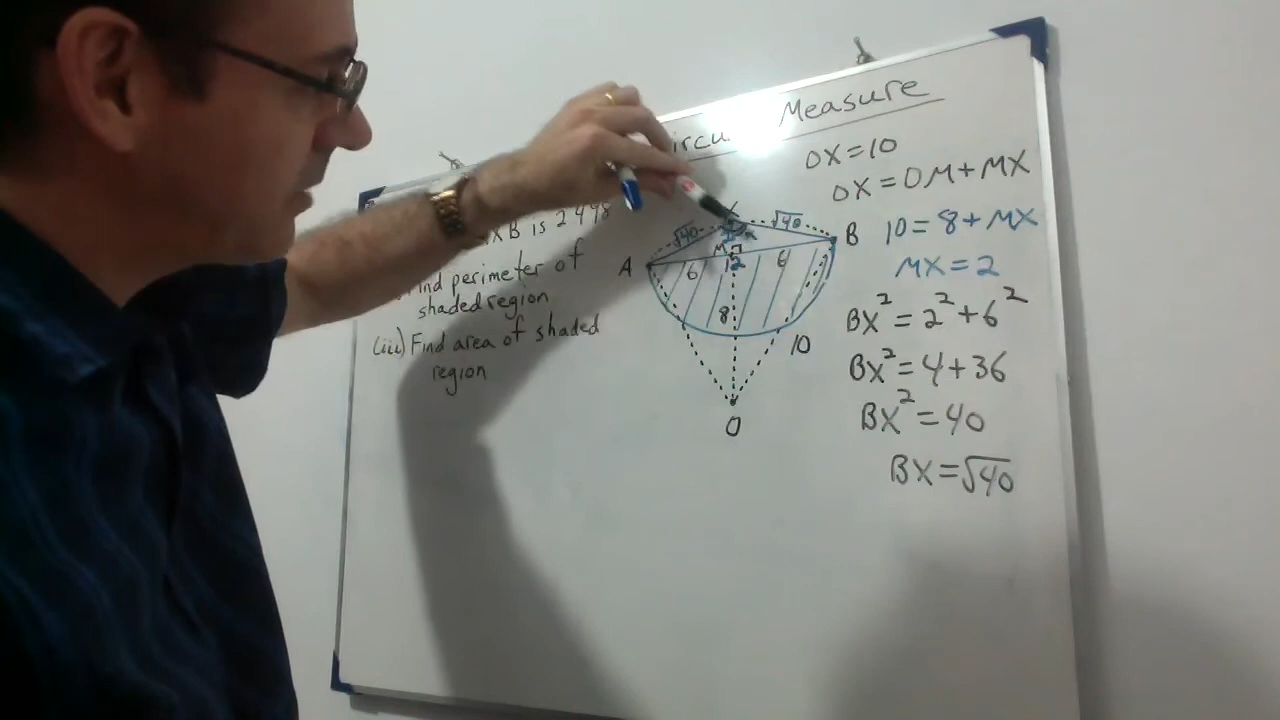 Measure
XB is 2.498
Find perimeter of
shaded region
(iii) Find area of shaded
region
√40
√40
A
B
M
6
12
6
8
10
O
OX = 10
OX = OM + MX
10 = 8 + MX
MX = 2
BX² = 2² + 6²
BX² = 4 + 36
BX² = 40
BX = √40